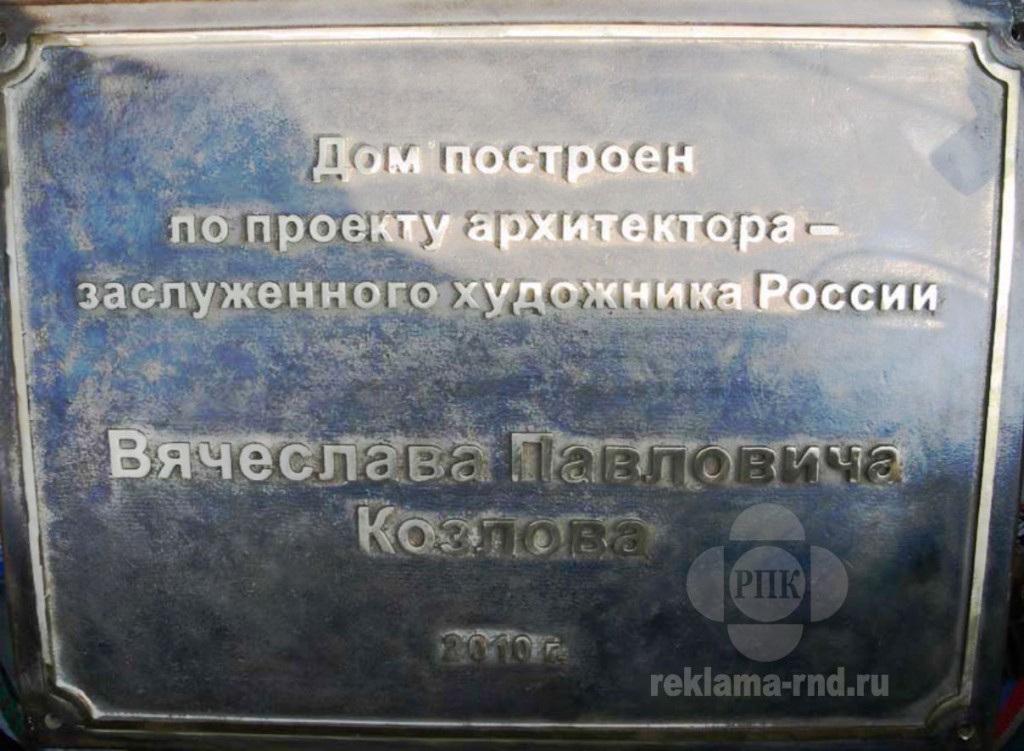 Дом построен
по проекту архитектора –
заслуженного художника России
Вячеслава Павловича
Козлова
РПК
2010 г.
reklama-rnd.ru